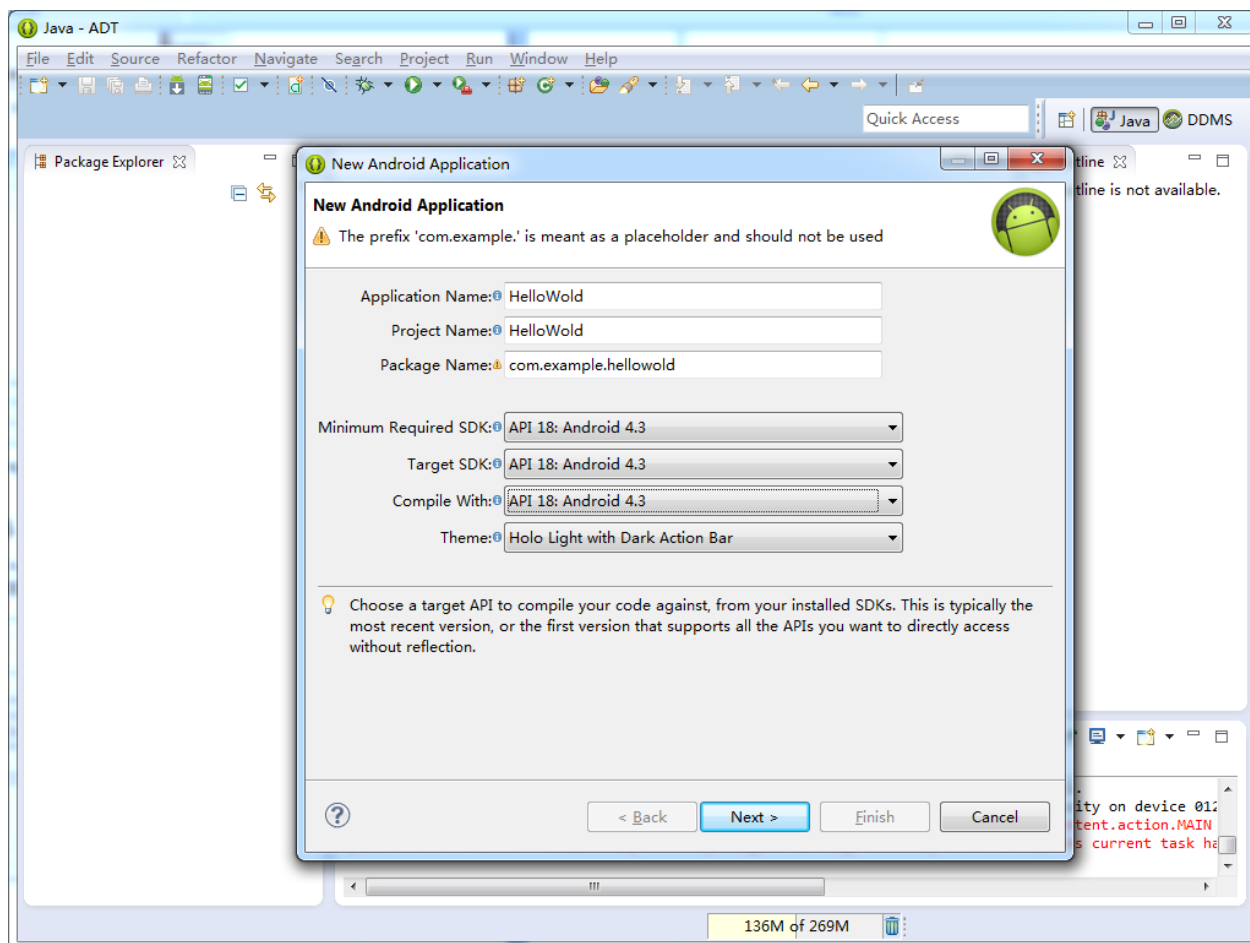 Java - ADT
File Edit Source Refactor Navigate Search Project Run Window Help
Quick Access
Java DDMS
Package Explorer
New Android Application
tline
tline is not available.
New Android Application
The prefix 'com.example.' is meant as a placeholder and should not be used
Application Name: HelloWold
Project Name: HelloWold
Package Name: com.example.hellowold
Minimum Required SDK: API 18: Android 4.3
Target SDK: API 18: Android 4.3
Compile With: API 18: Android 4.3
Theme: Holo Light with Dark Action Bar
Choose a target API to compile your code against, from your installed SDKs. This is typically the
most recent version, or the first version that supports all the APIs you want to directly access
without reflection.
ity on device 012
tent.action.MAIN
s current task ha
< Back Next > Finish Cancel
136M of 269M